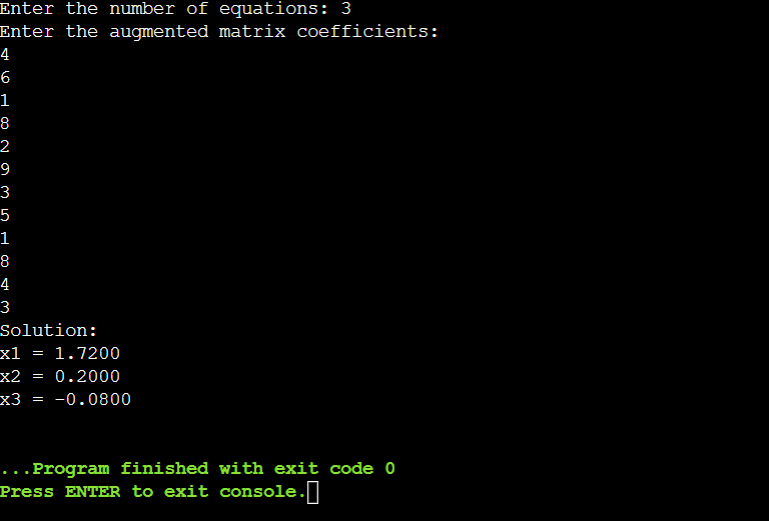 Enter the number of equations: 3
Enter the augmented matrix coefficients:
4
6
1
8
2
9
3
5
1
8
4
3
Solution:
x1 = 1.7200
x2 = 0.2000
x3 = -0.0800
...Program finished with exit code 0
Press ENTER to exit console.